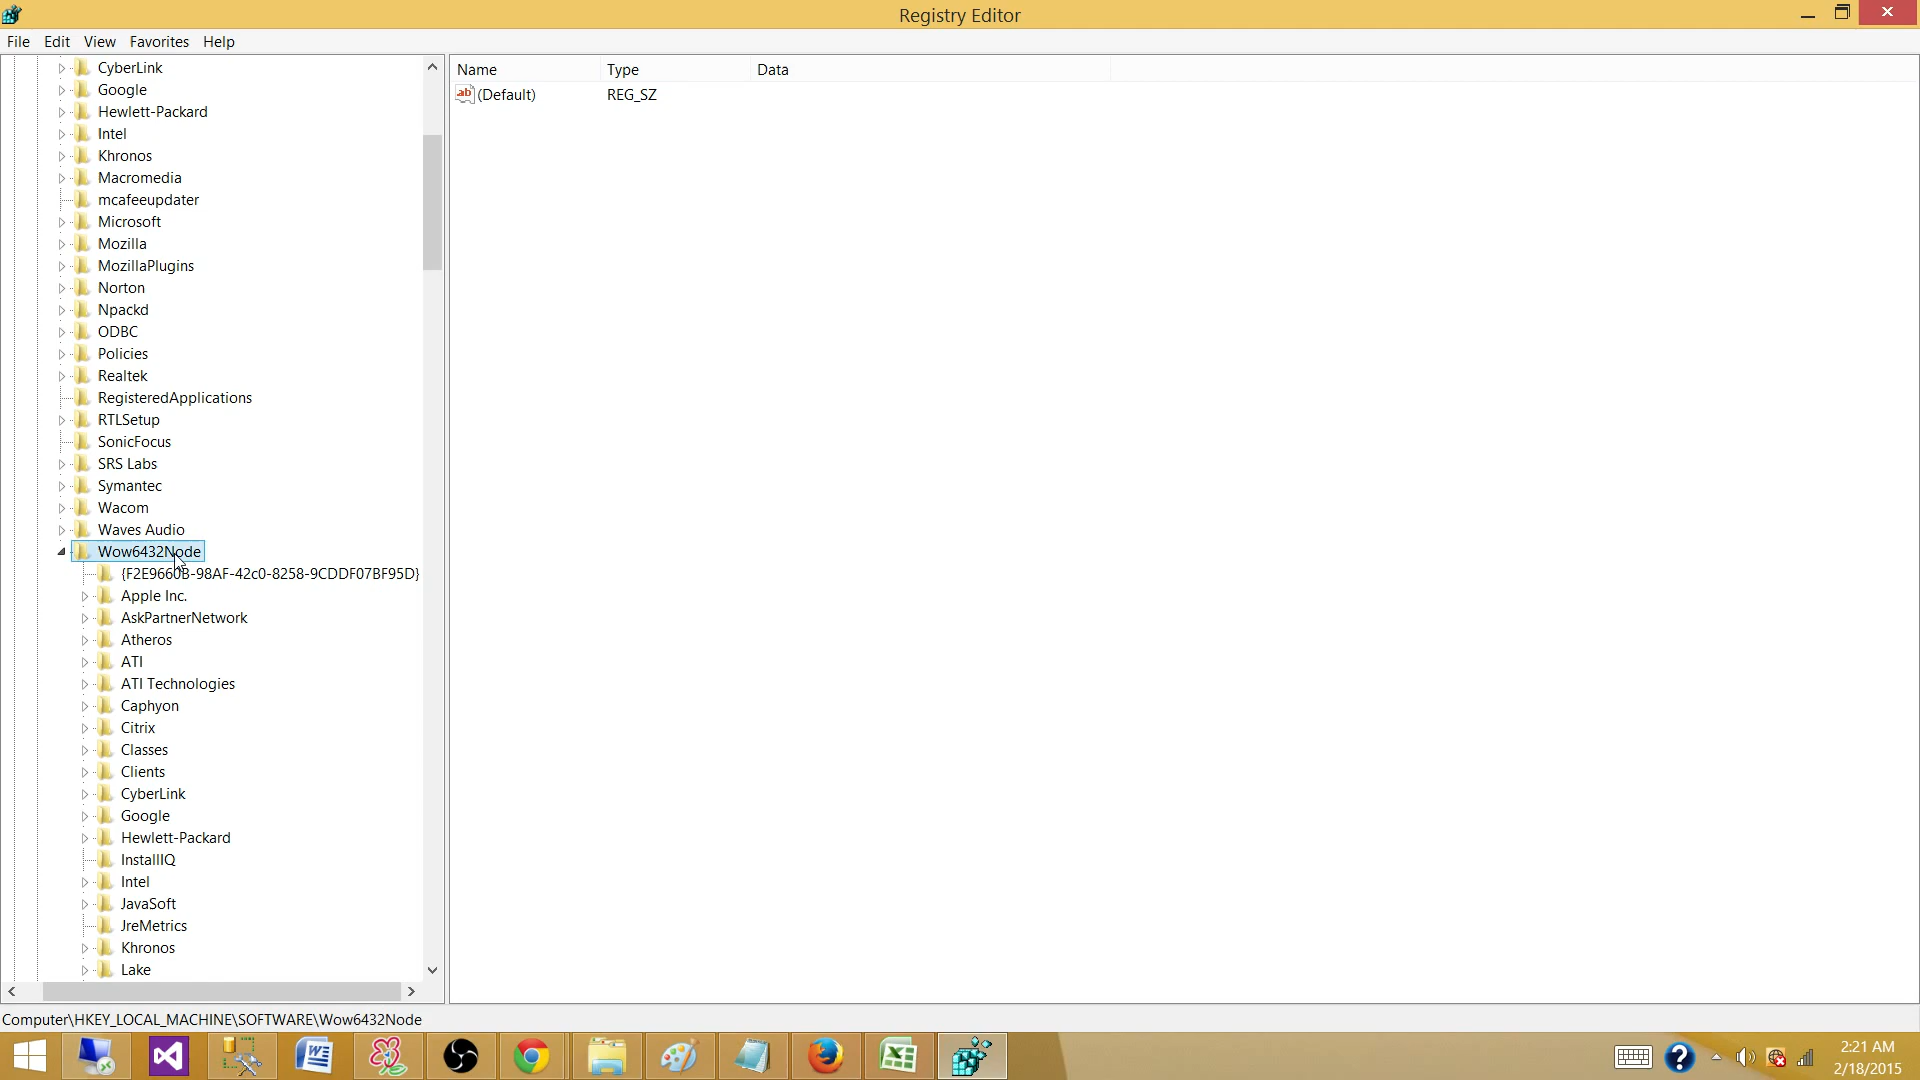 Registry Editor
File Edit View Favorites Help
CyberLink
Google
Hewlett-Packard
Intel
Khronos
Macromedia
mcafeeupdater
Microsoft
Mozilla
MozillaPlugins
Norton
Npackd
ODBC
Policies
Realtek
RegisteredApplications
RTLSetup
SonicFocus
SRS Labs
Symantec
Wacom
Waves Audio
Wow6432Node
{F2E9660B-98AF-42c0-8258-9CDDF07BF95D}
Apple Inc.
AskPartnerNetwork
Atheros
ATI
ATI Technologies
Caphyon
Citrix
Classes
Clients
CyberLink
Google
Hewlett-Packard
InstallIQ
Intel
JavaSoft
JreMetrics
Khronos
Lake
Name Type Data
ab (Default) REG_SZ
Computer\HKEY_LOCAL_MACHINE\SOFTWARE\Wow6432Node
2:21 AM
2/18/2015